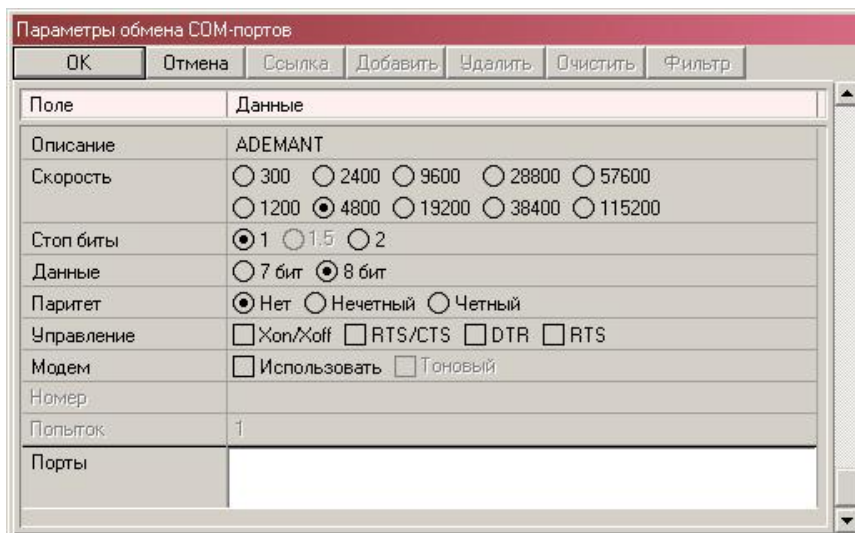 Параметры обмена COM-портов
OK Отмена Ссылка Добавить Удалить Очистить Фильтр
Поле Данные
Описание ADEMANT
Скорость 300 2400 9600 28800 57600
1200 4800 19200 38400 115200
Стоп биты 1 1.5 2
Данные 7 бит 8 бит
Паритет Нет Нечетный Четный
Управление Xon/Xoff RTS/CTS DTR RTS
Модем Использовать Тоновый
Номер
Попыток 1
Порты